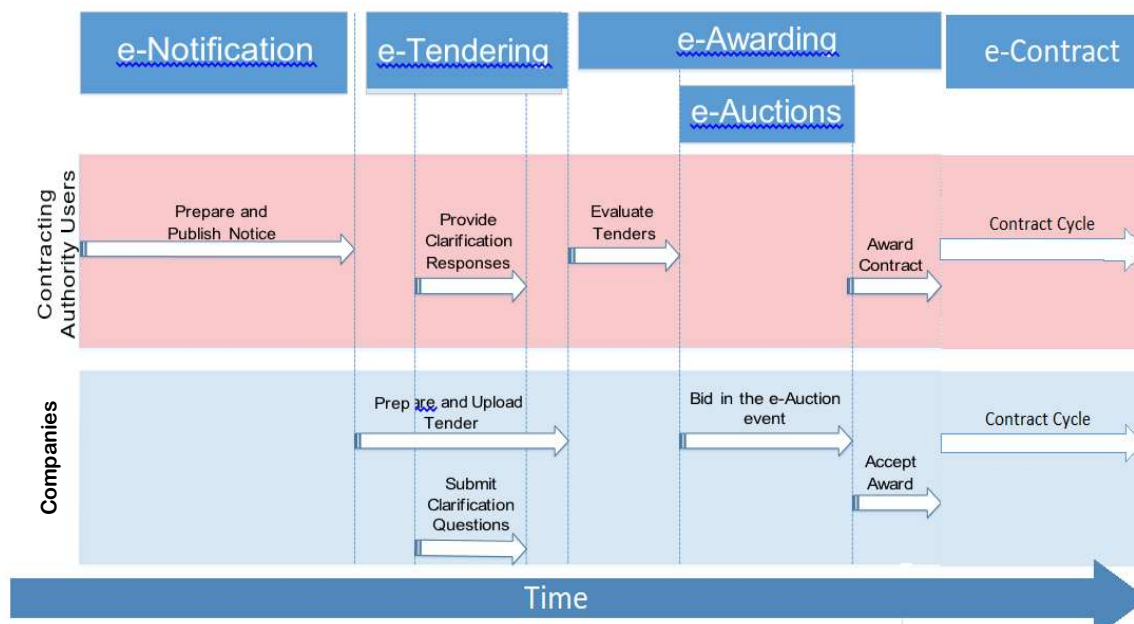 e-Notification
e-Tendering
e-Awarding
e-Contract
e-Auctions
Contracting
Authority Users
Prepare and
Publish Notice
Provide
Clarification
Responses
Evaluate
Tenders
Award
Contract
Contract Cycle
Companies
Prepare and Upload
Tender
Submit
Clarification
Questions
Bid in the e-Auction
event
Accept
Award
Contract Cycle
Time